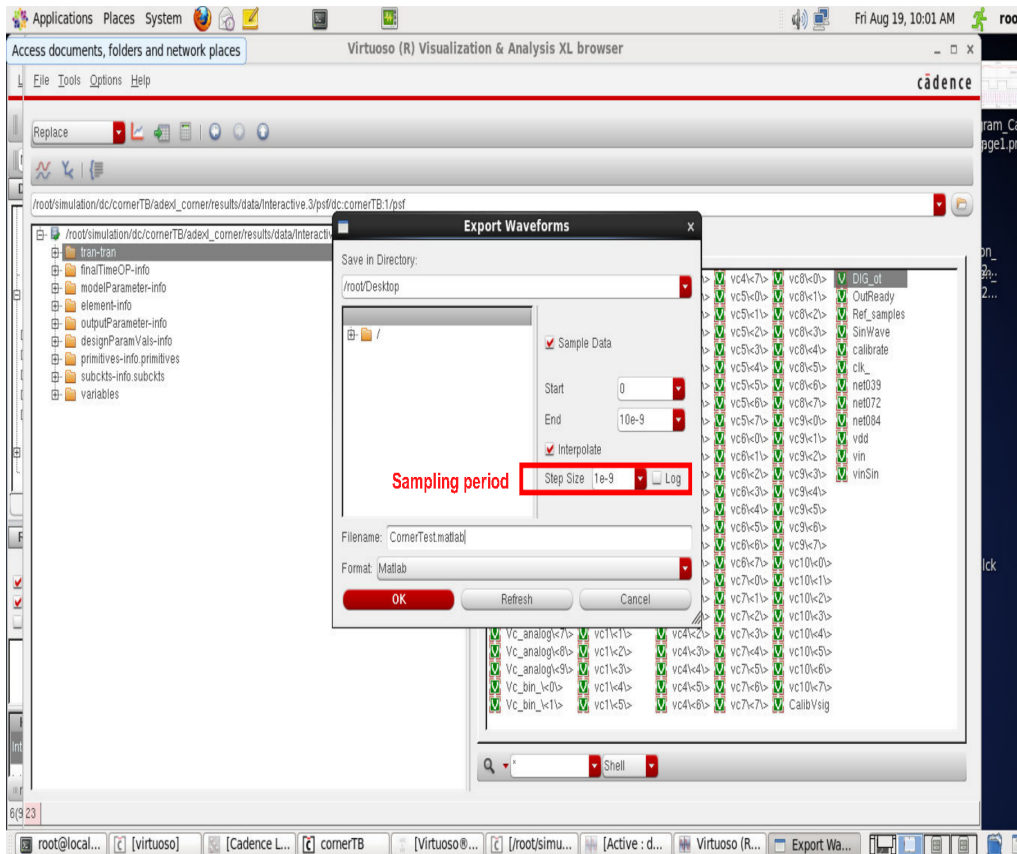 Applications Places System Fri Aug 19, 10:01 AM roo
Access documents, folders and network places
Virtuoso (R) Visualization & Analysis XL browser
File Tools Options Help
cādence
Replace
/root/simulation/dc/cornerTB/adexl_corner/results/data/Interactive.3/psf/dc:cornerTB:1/psf
/root/simulation/dc/cornerTB/adexl_corner/results/data/Interactiv
tran-tran
finalTimeOP-info
modelParameter-info
element-info
outputParameter-info
designParamVals-info
primitives-info.primitives
subckts-info.subckts
variables
Export Waveforms
Save in Directory:
/root/Desktop
/
Sample Data
Start 0
End 10e-9
Interpolate
Sampling period
Step Size 1e-9 Log
Filename: CornerTest.matlab
Format: Matlab
OK Refresh Cancel
vc4\<7\> vc8\<0\> DIG_ot
vc5\<0\> vc8\<1\> OutReady
vc5\<1\> vc8\<2\> Ref_samples
vc5\<2\> vc8\<3\> SinWave
vc5\<3\> vc8\<4\> calibrate
vc5\<4\> vc8\<5\> clk_
vc5\<5\> vc8\<6\> net039
vc5\<6\> vc8\<7\> net072
vc5\<7\> vc9\<0\> net084
vc6\<0\> vc9\<1\> vdd
vc6\<1\> vc9\<2\> vin
vc6\<2\> vc9\<3\> vinSin
vc6\<3\> vc9\<4\>
vc6\<4\> vc9\<5\>
vc6\<5\> vc9\<6\>
vc6\<6\> vc9\<7\>
vc6\<7\> vc10\<0\>
vc7\<0\> vc10\<1\>
vc7\<1\> vc10\<2\>
vc7\<2\> vc10\<3\>
Vc_analog\<7\> vc1\<1\> vc4\<2\> vc7\<3\> vc10\<4\>
Vc_analog\<8\> vc1\<2\> vc4\<3\> vc7\<4\> vc10\<5\>
Vc_analog\<9\> vc1\<3\> vc4\<4\> vc7\<5\> vc10\<6\>
Vc_bin_\<0\> vc1\<4\> vc4\<5\> vc7\<6\> vc10\<7\>
Vc_bin_\<1\> vc1\<5\> vc4\<6\> vc7\<7\> CalibVsig
* Shell
6(9 23
root@local... [virtuoso] [Cadence L... cornerTB [Virtuoso®... [/root/simu... [Active : d... Virtuoso (R... Export Wa...